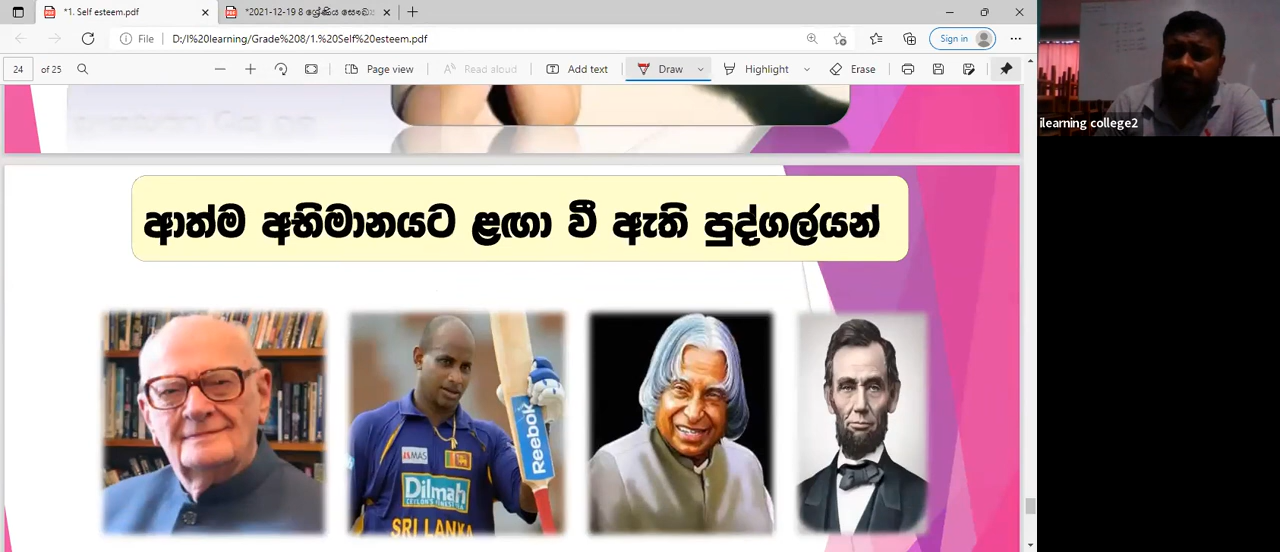 *1. Self esteem.pdf
*2021-12-19 8 ශ්‍රේණිය සෞඛ්‍ය
File
D:/I%20learning/Grade%208/1.%20Self%20esteem.pdf
Sign in
24 of 25
Page view
Read aloud
Add text
Draw
Highlight
Erase
ilearning college2
ආත්ම අභිමානයට ළඟා වී ඇති පුද්ගලයන්
Reebok
MAS
Dilmah
SRI LANKA